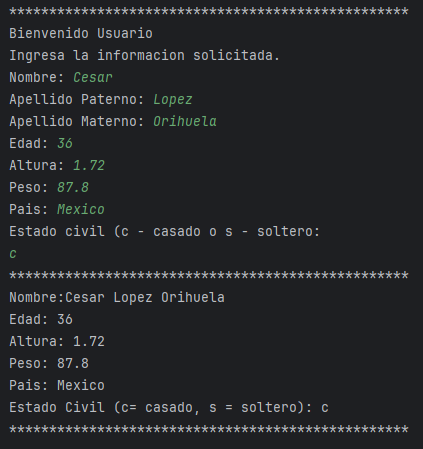 **************************************************
Bienvenido Usuario
Ingresa la informacion solicitada.
Nombre: Cesar
Apellido Paterno: Lopez
Apellido Materno: Orihuela
Edad: 36
Altura: 1.72
Peso: 87.8
Pais: Mexico
Estado civil (c - casado o s - soltero:
c
**************************************************
Nombre:Cesar Lopez Orihuela
Edad: 36
Altura: 1.72
Peso: 87.8
Pais: Mexico
Estado Civil (c= casado, s = soltero): c
**************************************************